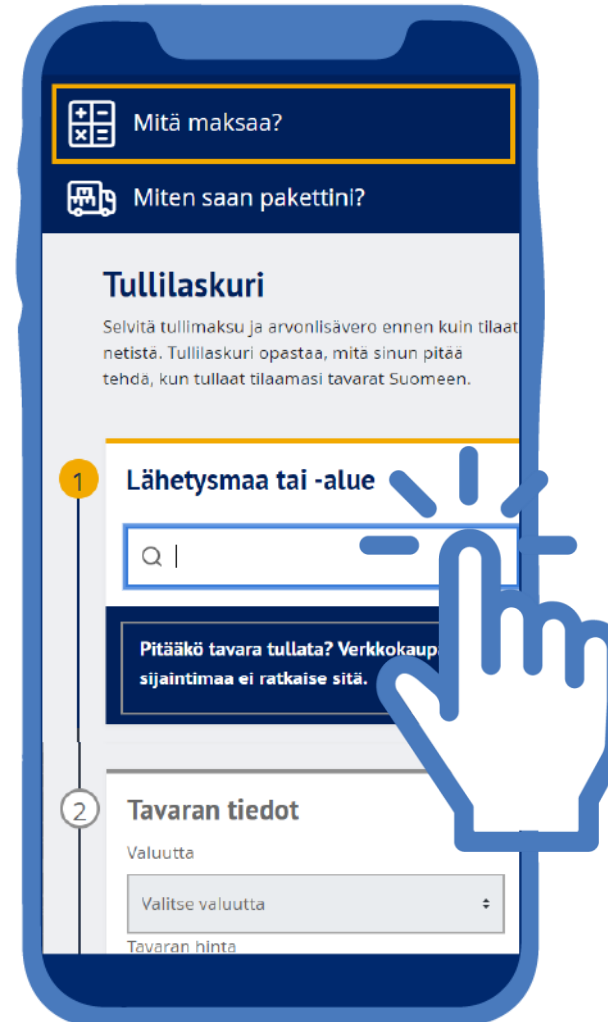 Mitä maksaa?
Miten saan pakettini?
Tullilaskuri
Selvitä tullimaksu ja arvonlisävero ennen kuin tilaat
netistä. Tullilaskuri opastaa, mitä sinun pitää
tehdä, kun tullaat tilaamasi tavarat Suomeen.
1
Lähetysmaa tai -alue
Pitääkö tavara tullata? Verkkokaupa
sijaintimaa ei ratkaise sitä.
2
Tavaran tiedot
Valuutta
Valitse valuutta
Tavaran hinta